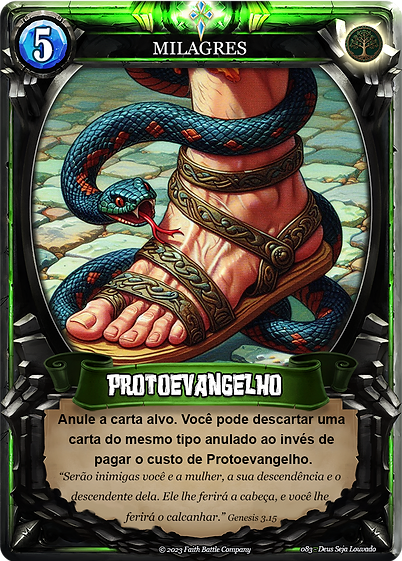 5
MILAGRES
PROTOEVANGELHO
Anule a carta alvo. Você pode descartar uma
carta do mesmo tipo anulado ao invés de
pagar o custo de Protoevangelho.
“Serão inimigas você e a mulher, a sua descendência e o
descendente dela. Ele lhe ferirá a cabeça, e você lhe
ferirá o calcanhar.” Genesis 3.15
© 2023 Faith Battle Company
083 - Deus Seja Louvado